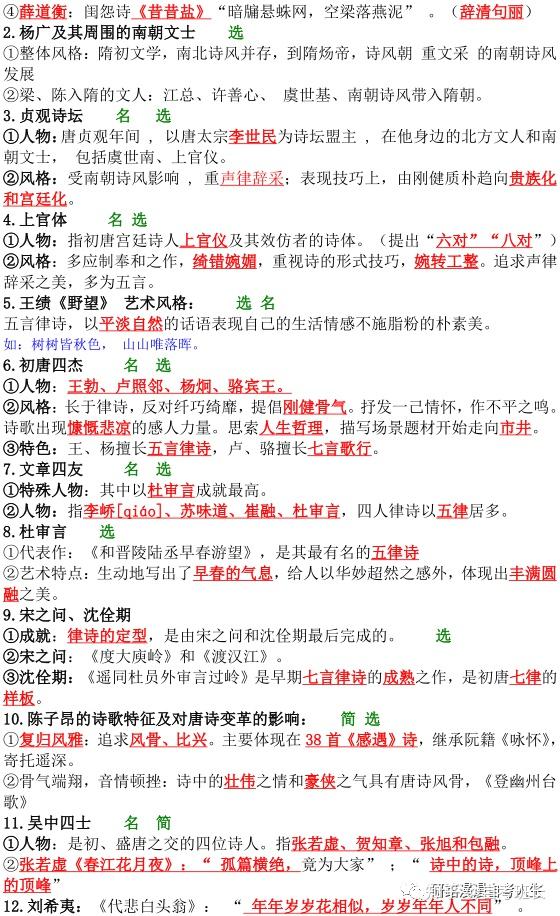 ④薛道衡：闺怨诗《昔昔盐》“暗牖悬蛛网，空梁落燕泥” 。（辞清句丽）
2.杨广及其周围的南朝文士 选
①整体风格：隋初文学，南北诗风并存，到隋炀帝，诗风朝 重文采 的南朝诗风
发展
②梁、陈入隋的文人：江总、许善心、 虞世基、南朝诗风带入隋朝。
3.贞观诗坛 名 选
①人物：唐贞观年间 ，以唐太宗李世民为诗坛盟主 ，在他身边的北方文人和南
朝文士， 包括虞世南、上官仪。
②风格：受南朝诗风影响 ，重声律辞采；表现技巧上，由刚健质朴趋向贵族化
和宫廷化。
4.上官体 名 选
①人物：指初唐宫廷诗人上官仪及其效仿者的诗体。（提出“六对”“八对”）
②风格：多应制奉和之作，绮错婉媚，重视诗的形式技巧，婉转工整。追求声律
辞采之美，多为五言。
5.王绩《野望》 艺术风格： 选 名
五言律诗，以平淡自然的话语表现自己的生活情感不施脂粉的朴素美。
如：树树皆秋色， 山山唯落晖。
6.初唐四杰 名 选
①人物：王勃、卢照邻、杨炯、骆宾王。
②风格：长于律诗，反对纤巧绮靡，提倡刚健骨气。抒发一己情怀，作不平之鸣。
诗歌出现慷慨悲凉的感人力量。思索人生哲理，描写场景题材开始走向市井。
③特色：王、杨擅长五言律诗，卢、骆擅长七言歌行。
7.文章四友 名 选
①特殊人物：其中以杜审言成就最高。
②人物：指李峤[qiáo]、苏味道、崔融、杜审言，四人律诗以五律居多。
8.杜审言 选
①代表作：《和晋陵陆丞早春游望》，是其最有名的五律诗
②艺术特点：生动地写出了早春的气息，给人以华妙超然之感外，体现出丰满圆
融之美。
9.宋之问、沈佺期
①成就：律诗的定型，是由宋之问和沈佺期最后完成的。 选
②宋之问：《度大庾岭》和《渡汉江》。
③沈佺期：《遥同杜员外审言过岭》是早期七言律诗的成熟之作，是初唐七律的
样板。
10.陈子昂的诗歌特征及对唐诗变革的影响： 简 选
①复归风雅：追求风骨、比兴。主要体现在 38 首《感遇》诗，继承阮籍《咏怀》，
寄托遥深。
②骨气端翔，音情顿挫：诗中的壮伟之情和豪侠之气具有唐诗风骨，《登幽州台
歌》
11.吴中四士 名 简
①人物：是初、盛唐之交的四位诗人。指张若虚、贺知章、张旭和包融。
②张若虚《春江花月夜》：“ 孤篇横绝，竟为大家” ；“ 诗中的诗，顶峰上
的顶峰”
12.刘希夷：《代悲白头翁》： “ 年年岁岁花相似，岁岁年年人不同” 。